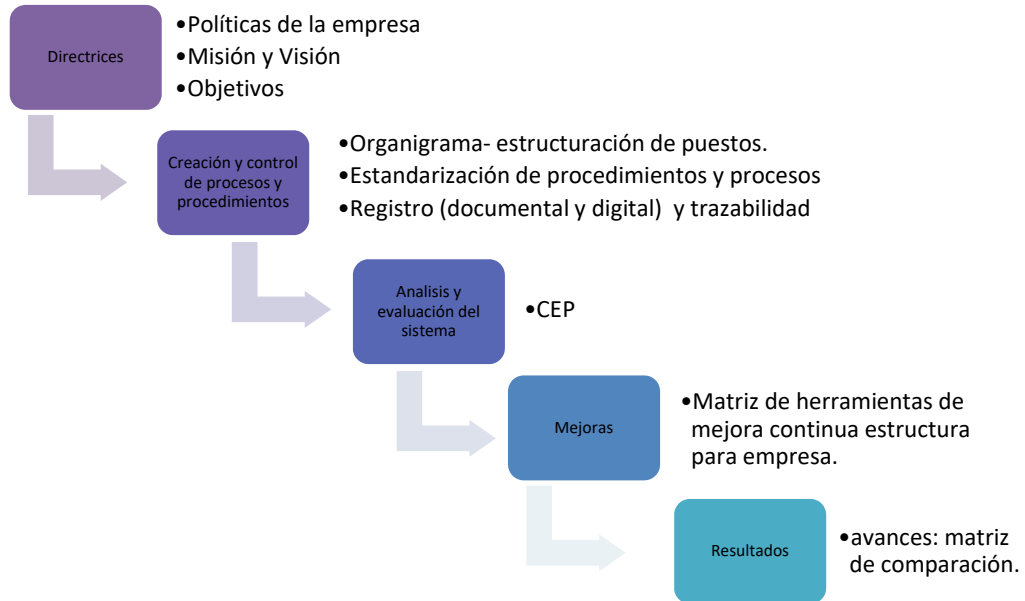 Directrices
•Políticas de la empresa
•Misión y Visión
•Objetivos
Creación y control
de procesos y
procedimientos
•Organigrama- estructuración de puestos.
•Estandarización de procedimientos y procesos
•Registro (documental y digital)  y trazabilidad
Analisis y
evaluación del
sistema
•CEP
Mejoras
•Matriz de herramientas de
mejora continua estructura
para empresa.
Resultados
•avances: matriz
de comparación.